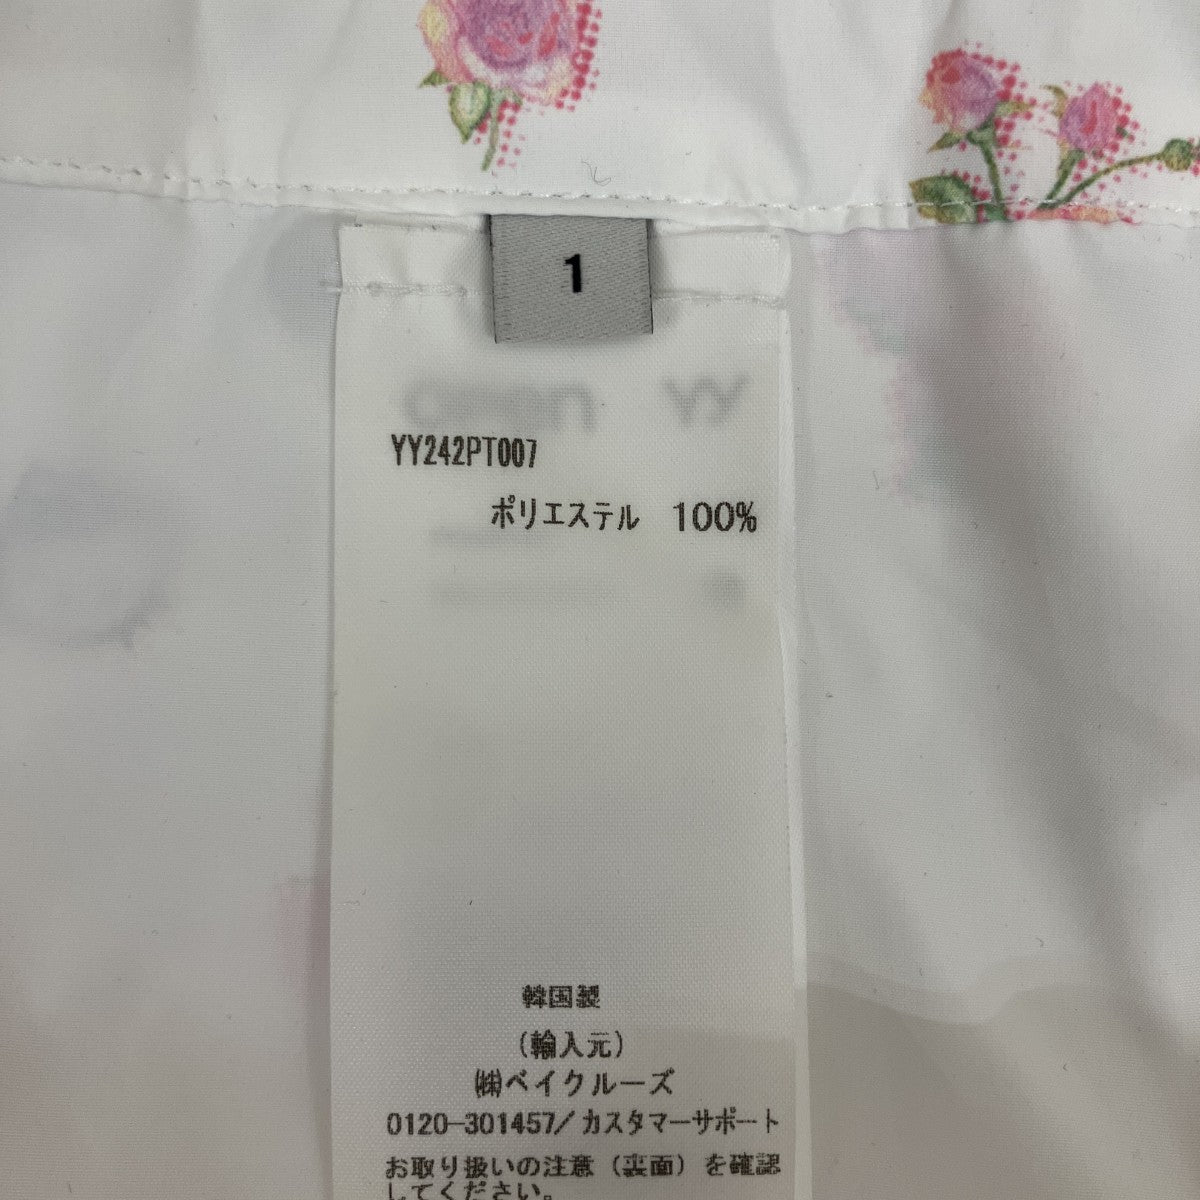 1
YY242PT007
ポリエステル 100%
韓国製
(輸入元)
㈱ベイクルーズ
0120-301457/カスタマーサポート
お取り扱いの注意(裏面)を確認
してください。